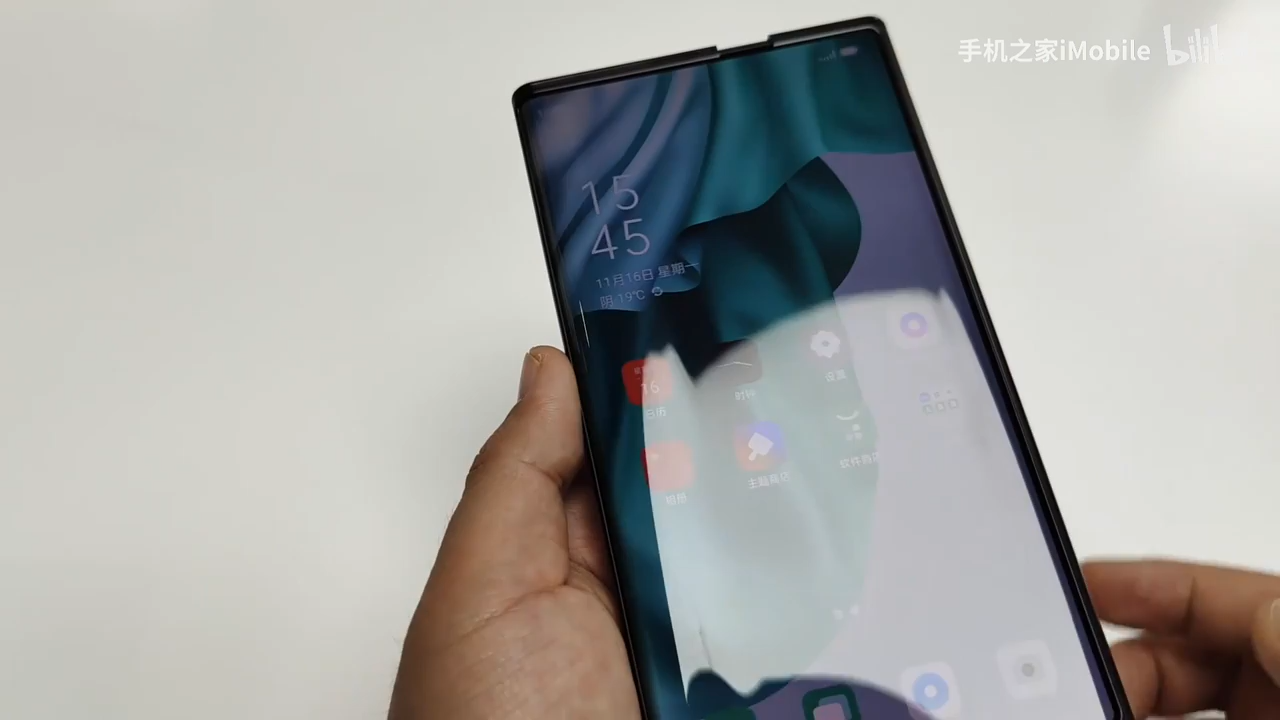 手机之家iMobile bilibili
15
45
11月16日 星期一
阴 19℃
16
日历
时钟
设置
相册
主题商店
软件商店